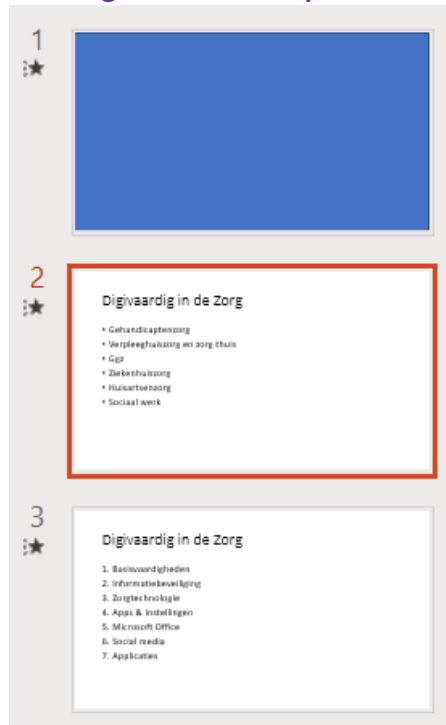 1
2
Digivaardig in de Zorg
• Gehandicaptenzorg
• Verpleeghuiszorg en zorg thuis
• Ggz
• Ziekenhuiszorg
• Huisartsenzorg
• Sociaal werk
3
Digivaardig in de Zorg
1. Basisvaardigheden
2. Informatiebeveiliging
3. Zorgtechnologie
4. Apps & Instellingen
5. Microsoft Office
6. Social media
7. Applicaties